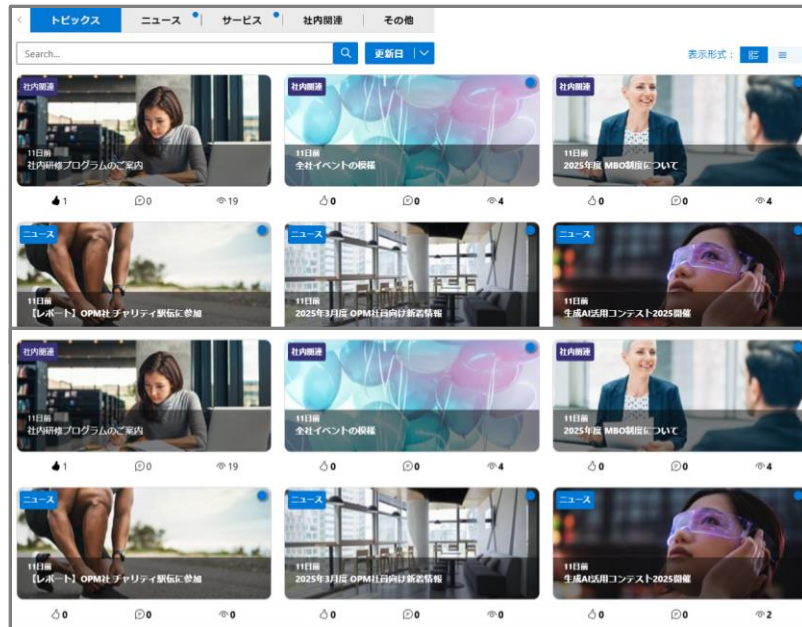 トピックス ニュース サービス 社内関連 その他
Search... 更新日 表示形式：
社内関連 社内関連 社内関連
11日前 11日前 11日前
社内研修プログラムのご案内 全社イベントの模様 2025年度 MBO制度について
1 0 19 0 0 4 0 0 4
ニュース ニュース ニュース
11日前 11日前 11日前
【レポート】OPM社 チャリティ駅伝に参加 2025年3月度 OPM社員向け新着情報 生成AI活用コンテスト2025開催
社内関連 社内関連 社内関連
11日前 11日前 11日前
社内研修プログラムのご案内 全社イベントの模様 2025年度 MBO制度について
1 0 19 0 0 4 0 0 4
ニュース ニュース ニュース
11日前 11日前 11日前
【レポート】OPM社 チャリティ駅伝に参加 2025年3月度 OPM社員向け新着情報 生成AI活用コンテスト2025開催
0 0 0 0 0 0 0 0 2